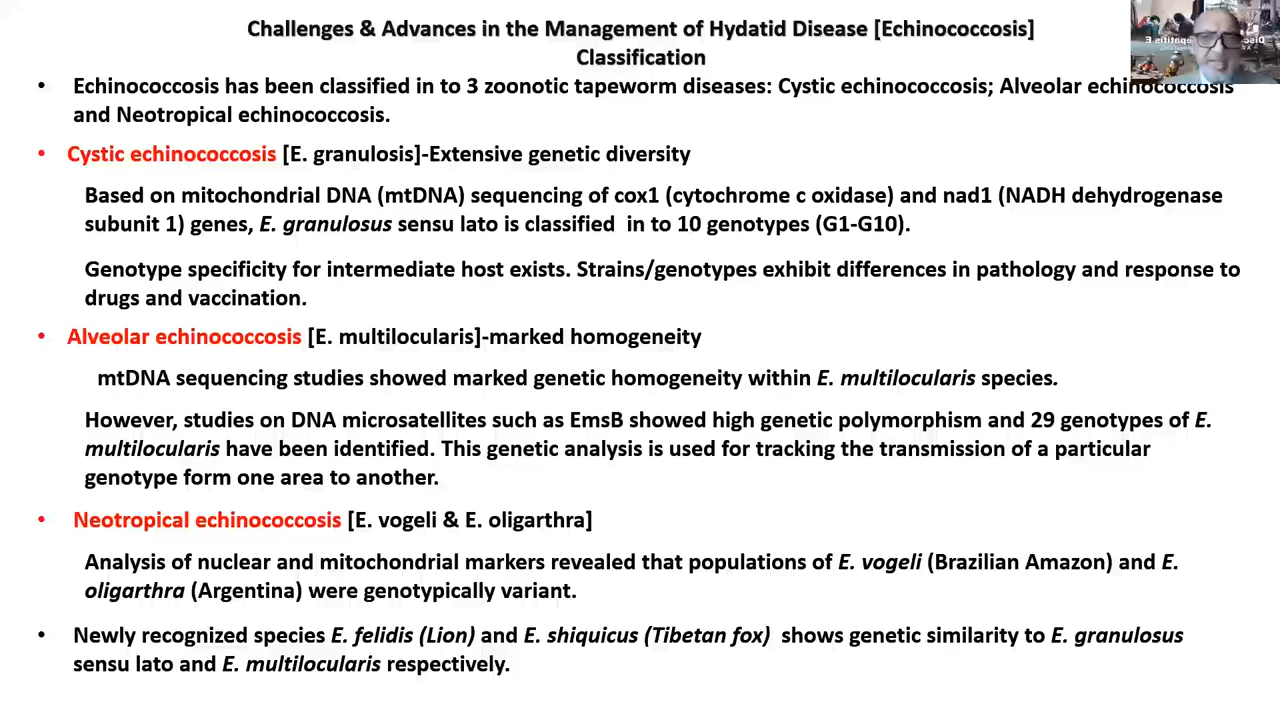 Challenges & Advances in the Management of Hydatid Disease [Echinococcosis]
Classification
• Echinococcosis has been classified in to 3 zoonotic tapeworm diseases: Cystic echinococcosis; Alveolar echinococcosis
and Neotropical echinococcosis.
• Cystic echinococcosis [E. granulosis]-Extensive genetic diversity
Based on mitochondrial DNA (mtDNA) sequencing of cox1 (cytochrome c oxidase) and nad1 (NADH dehydrogenase
subunit 1) genes, E. granulosus sensu lato is classified in to 10 genotypes (G1-G10).
Genotype specificity for intermediate host exists. Strains/genotypes exhibit differences in pathology and response to
drugs and vaccination.
• Alveolar echinococcosis [E. multilocularis]-marked homogeneity
mtDNA sequencing studies showed marked genetic homogeneity within E. multilocularis species.
However, studies on DNA microsatellites such as EmsB showed high genetic polymorphism and 29 genotypes of E.
multilocularis have been identified. This genetic analysis is used for tracking the transmission of a particular
genotype form one area to another.
• Neotropical echinococcosis [E. vogeli & E. oligarthra]
Analysis of nuclear and mitochondrial markers revealed that populations of E. vogeli (Brazilian Amazon) and E.
oligarthra (Argentina) were genotypically variant.
• Newly recognized species E. felidis (Lion) and E. shiquicus (Tibetan fox) shows genetic similarity to E. granulosus
sensu lato and E. multilocularis respectively.